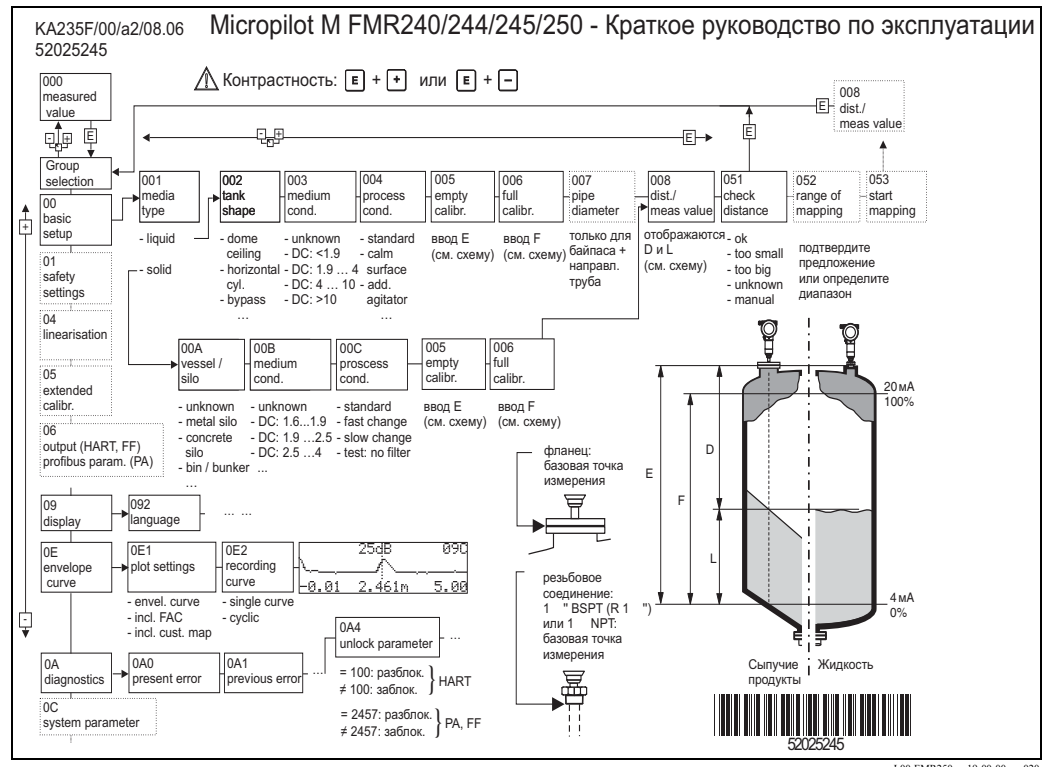 KA235F/00/a2/08.06
52025245
Micropilot M FMR240/244/245/250 - Краткое руководство по эксплуатации
Контрастность: E + + или E + -
000
measured
value
008
dist./
meas value
- +
E
- +
E
E
E
Group
selection
00
basic
setup
001
media
type
002
tank
shape
003
medium
cond.
004
process
cond.
005
empty
calibr.
006
full
calibr.
007
pipe
diameter
008
dist./
meas value
051
check
distance
052
range of
mapping
053
start
mapping
+
- liquid
- solid
- dome
ceiling
- horizontal
cyl.
- bypass
...
- unknown
- DC: <1.9
- DC: 1.9 ... 4
- DC: 4 ... 10
- DC: >10
- standard
- calm
surface
- add.
agitator
...
ввод E
(см. схему)
ввод F
(см. схему)
только для
байпаса +
направл.
труба
отображаются
D и L
(см. схему)
- ok
- too small
- too big
- unknown
- manual
подтвердите
предложение
или определите
диапазон
01
safety
settings
04
linearisation
05
extended
calibr.
06
output (HART, FF)
profibus param. (PA)
00A
vessel /
silo
00B
medium
cond.
00C
proscess
cond.
005
empty
calibr.
006
full
calibr.
- unknown
- metal silo
- concrete
silo
- bin / bunker
...
- unknown
- DC: 1.6...1.9
- DC: 1.9 ...2.5
- DC: 2.5 ...4
...
- standard
- fast change
- slow change
- test: no filter
ввод E
(см. схему)
ввод F
(см. схему)
09
display
092
language
... ...
0E
envelope
curve
0E1
plot settings
0E2
recording
curve
25dB 09C
-0.01 2.461m 5.00
- envel. curve
- incl. FAC
- incl. cust. map
- single curve
- cyclic
-
0A
diagnostics
0A0
present error
0A1
previous error
...
0A4
unlock parameter
...
= 100: разблок.
≠ 100: заблок.
HART
= 2457: разблок.
≠ 2457: заблок.
PA, FF
0C
system parameter
фланец:
базовая точка
измерения
резьбовое
соединение:
1 " BSPT (R 1 ")
или 1 NPT:
базовая точка
измерения
20 мА
100%
D
E
F
L
4 мА
0%
Сыпучие
продукты
Жидкость
52025245